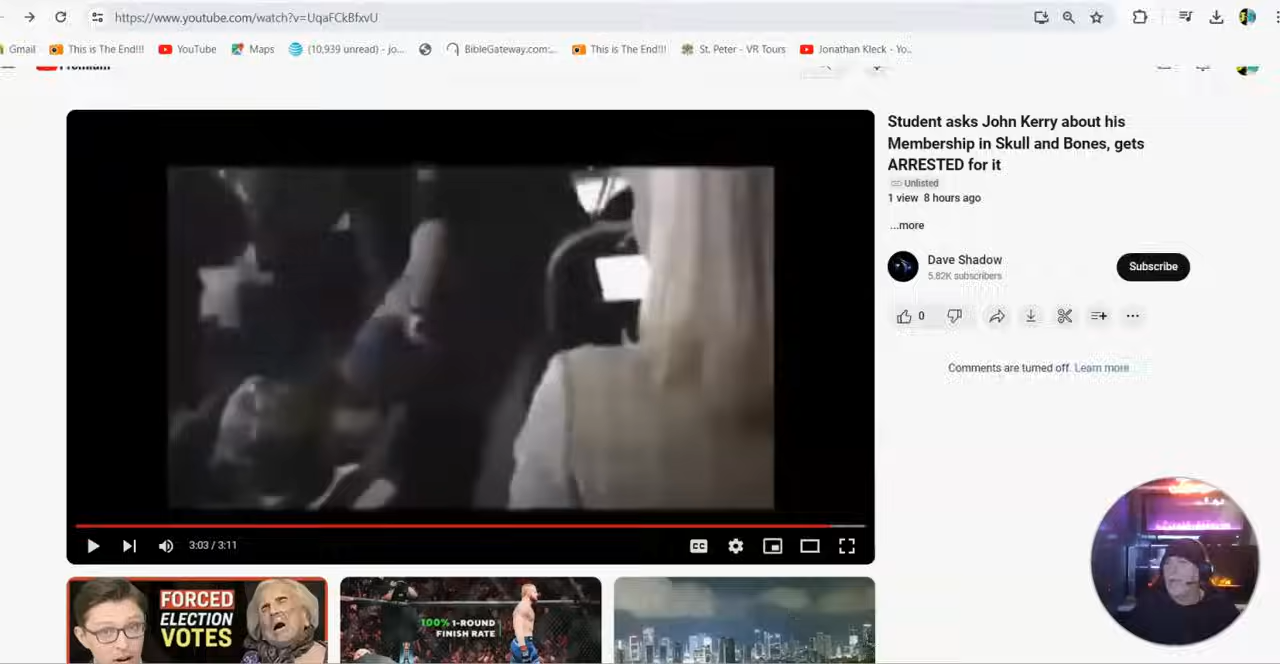 https://www.youtube.com/watch?v=UqaFCkBfxvU
Gmail
This is The End!!!
YouTube
Maps
(10,939 unread) - jo...
BibleGateway.com:...
This is The End!!!
St. Peter - VR Tours
Jonathan Kleck - Yo...
Premium
Student asks John Kerry about his
Membership in Skull and Bones, gets
ARRESTED for it
Unlisted
1 view 8 hours ago
...more
Dave Shadow
5.82K subscribers
Subscribe
0
Comments are turned off. Learn more
CC
3:03 / 3:11
FORCED
ELECTION
VOTES
100% 1-ROUND
FINISH RATE